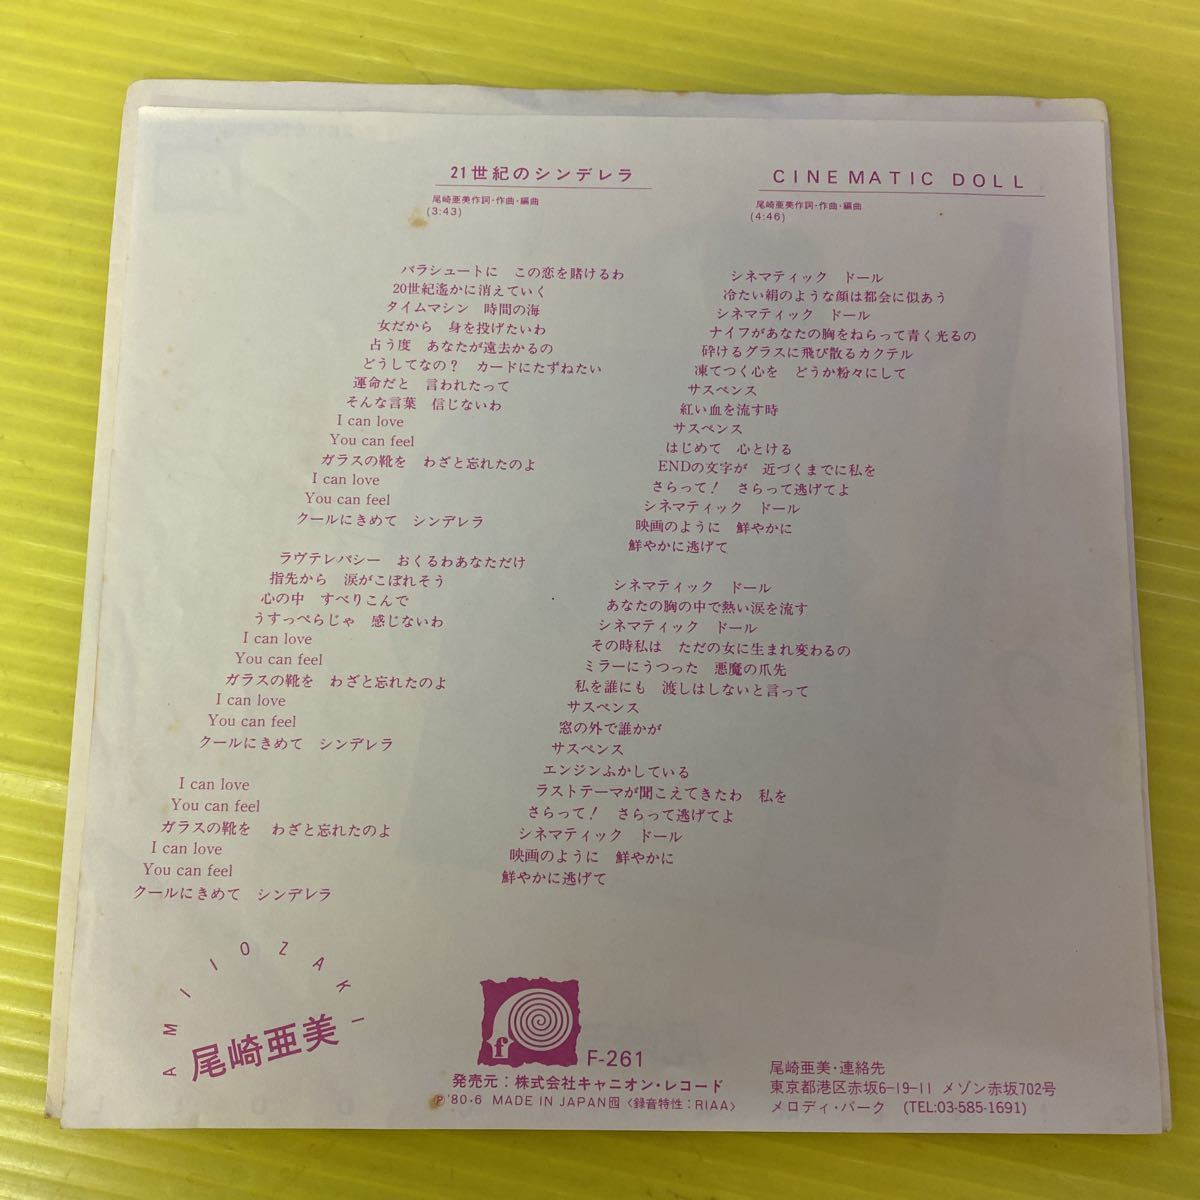 21世紀のシンデレラ
尾崎亜美作詞・作曲・編曲
(3:43)
パラシュートに　この恋を賭けるわ
20世紀遙かに消えていく
タイムマシン　時間の海
女だから　身を投げたいわ
占う度　あなたが遠去かるの
どうしてなの？　カードにたずねたい
運命だと　言われたって
そんな言葉　信じないわ
I can love
You can feel
ガラスの靴を　わざと忘れたのよ
I can love
You can feel
クールにきめて　シンデレラ
ラヴテレパシー　おくるわあなただけ
指先から　涙がこぼれそう
心の中　すべりこんで
うすっぺらじゃ　感じないわ
I can love
You can feel
ガラスの靴を　わざと忘れたのよ
I can love
You can feel
クールにきめて　シンデレラ
I can love
You can feel
ガラスの靴を　わざと忘れたのよ
I can love
You can feel
クールにきめて　シンデレラ
CINEMATIC DOLL
尾崎亜美作詞・作曲・編曲
(4:46)
シネマティック　ドール
冷たい絹のような顔は都会に似あう
シネマティック　ドール
ナイフがあなたの胸をねらって青く光るの
砕けるグラスに飛び散るカクテル
凍てつく心を　どうか粉々にして
サスペンス
紅い血を流す時
サスペンス
はじめて　心とける
ENDの文字が　近づくまでに私を
さらって！　さらって逃げてよ
シネマティック　ドール
映画のように　鮮やかに
鮮やかに逃げて
シネマティック　ドール
あなたの胸の中で熱い涙を流す
シネマティック　ドール
その時私は　ただの女に生まれ変わるの
ミラーにうつった　悪魔の爪先
私を誰にも　渡しはしないと言って
サスペンス
窓の外で誰かが
サスペンス
エンジンふかしている
ラストテーマが聞こえてきたわ　私を
さらって！　さらって逃げてよ
シネマティック　ドール
映画のように　鮮やかに
鮮やかに逃げて
AMII OZAKI
尾崎亜美
f
F-261
発売元：株式会社キャニオン・レコード
Ⓟ'80・6 MADE IN JAPAN 〈録音特性：RIAA〉
尾崎亜美・連絡先
東京都港区赤坂6-19-11 メゾン赤坂702号
メロディ・パーク　(TEL:03-585-1691)